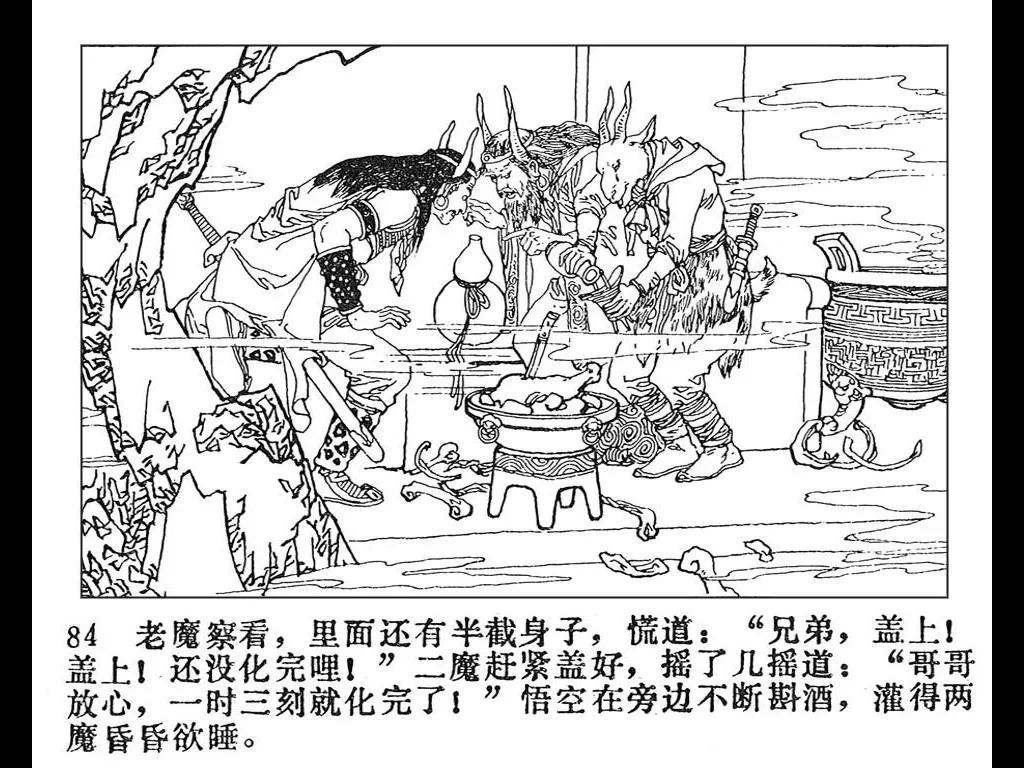 84 老魔察看，里面还有半截身子，慌道：“兄弟，盖上！
盖上！还没化完哩！”二魔赶紧盖好，摇了几摇道：“哥哥
放心，一时三刻就化完了！”悟空在旁边不断斟酒，灌得两
魔昏昏欲睡。